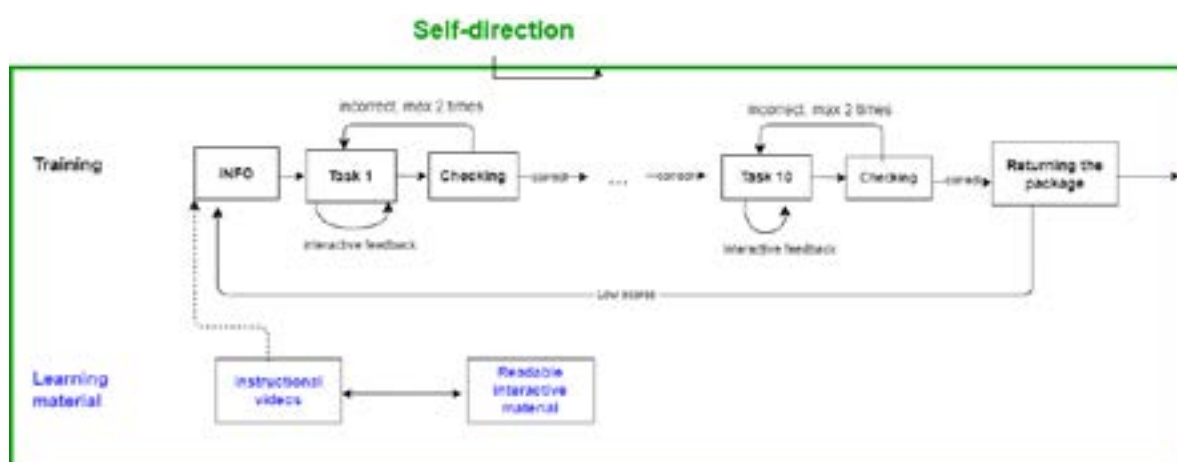 Self-direction
incorrect, max 2 times
incorrect, max 2 times
Training
INFO
Task 1
Checking
correct
...
correct
Task 10
Checking
correct
Returning the
package
interactive feedback
interactive feedback
Low scores
Learning
material
Instructional
videos
Readable
interactive
material